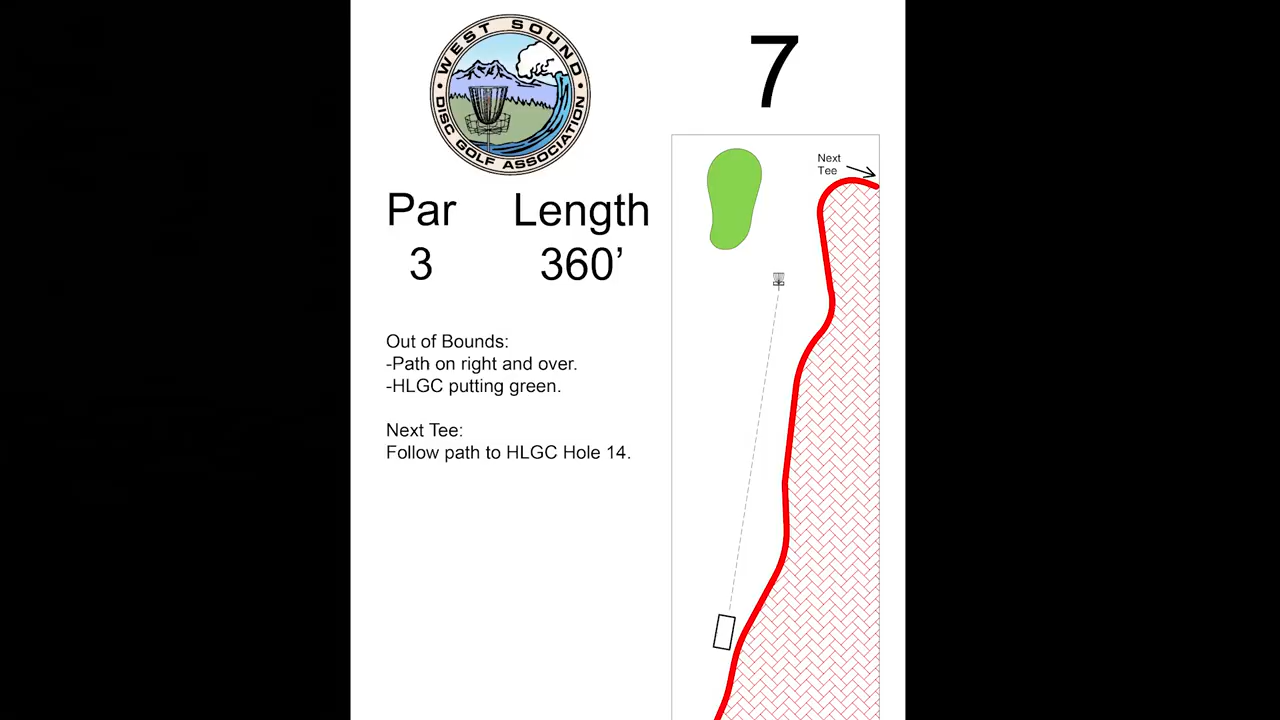 WEST SOUND
DISC GOLF ASSOCIATION
7
Par
Length
3
360’
Out of Bounds:
-Path on right and over.
-HLGC putting green.
Next Tee:
Follow path to HLGC Hole 14.
Next
Tee